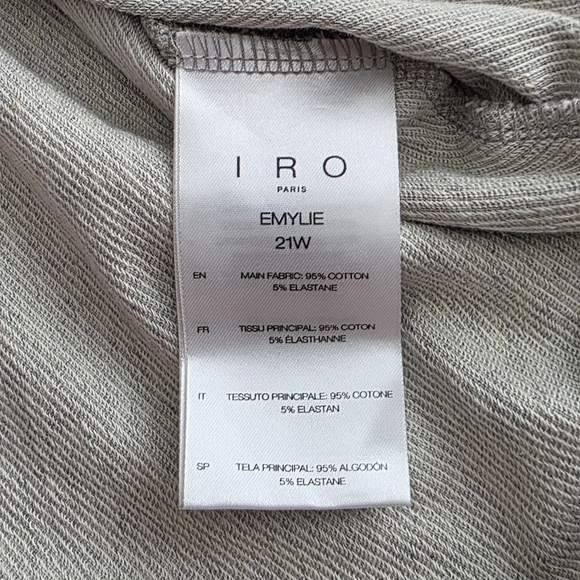 IRO
PARIS
EMYLIE
21W
EN MAIN FABRIC: 95% COTTON
5% ELASTANE
FR TISSU PRINCIPAL: 95% COTON
5% ÉLASTHANNE
IT TESSUTO PRINCIPALE: 95% COTONE
5% ELASTAN
SP TELA PRINCIPAL: 95% ALGODÓN
5% ELASTANE